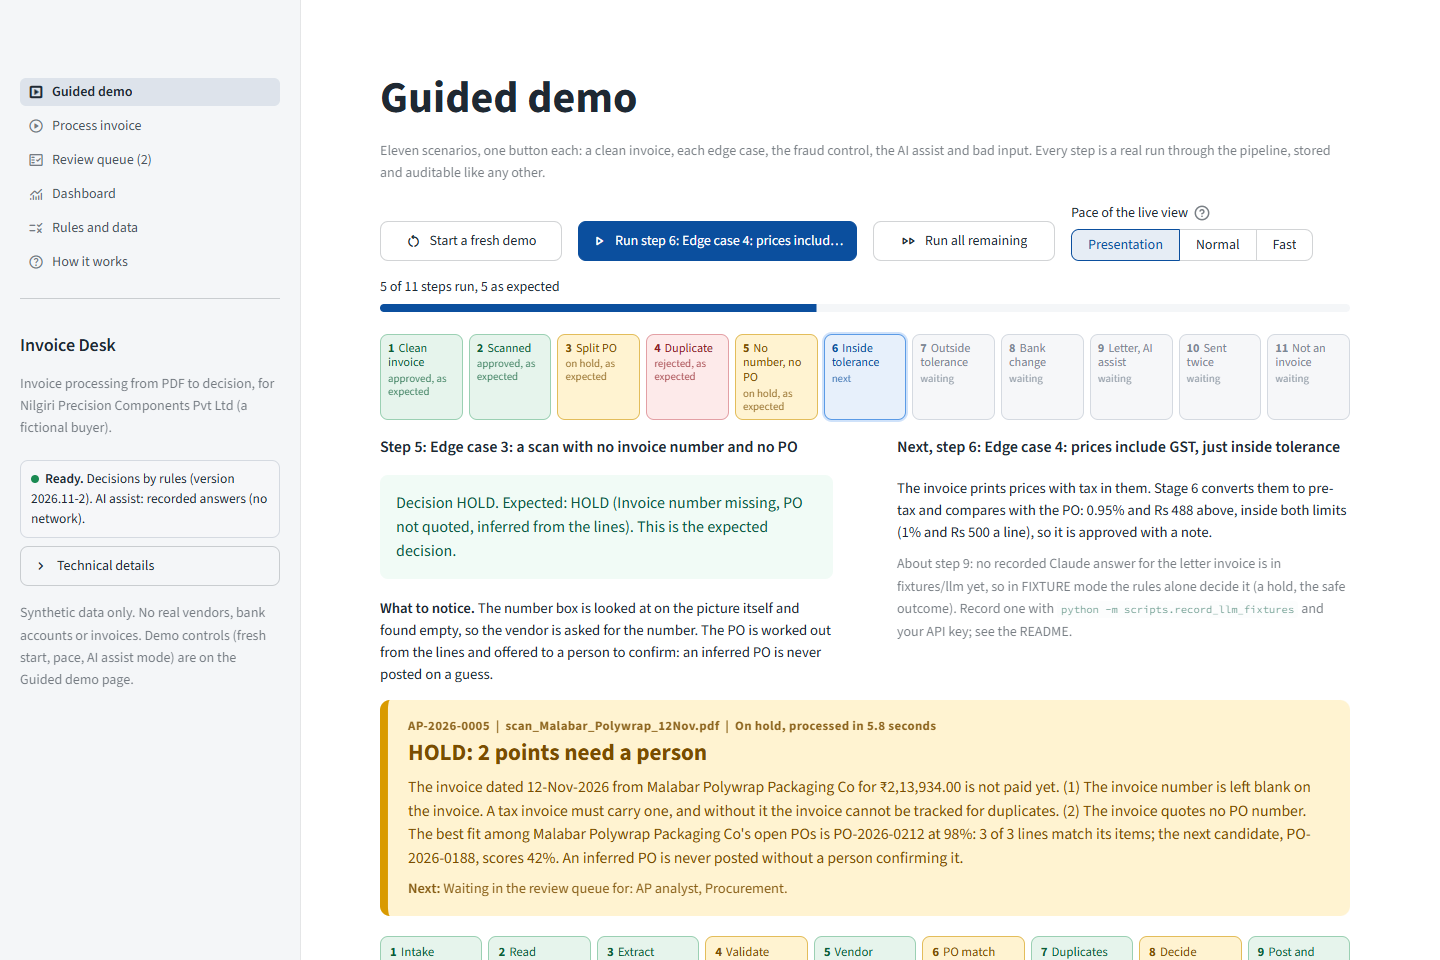 Guided demo
Process invoice
Review queue (2)
Dashboard
Rules and data
How it works
Invoice Desk
Invoice processing from PDF to decision, for
Nilgiri Precision Components Pvt Ltd (a
fictional buyer).
Ready. Decisions by rules (version
2026.11-2). AI assist: recorded answers (no
network).
Technical details
Synthetic data only. No real vendors, bank
accounts or invoices. Demo controls (fresh
start, pace, AI assist mode) are on the
Guided demo page.
Guided demo
Eleven scenarios, one button each: a clean invoice, each edge case, the fraud control, the AI assist and bad input. Every step is a real run through the pipeline, stored
and auditable like any other.
Start a fresh demo
Run step 6: Edge case 4: prices includ...
Run all remaining
Pace of the live view
Presentation
Normal
Fast
5 of 11 steps run, 5 as expected
1 Clean
invoice
approved, as
expected
2 Scanned
approved, as
expected
3 Split PO
on hold, as
expected
4 Duplicate
rejected, as
expected
5 No
number, no
PO
on hold, as
expected
6 Inside
tolerance
next
7 Outside
tolerance
waiting
8 Bank
change
waiting
9 Letter, AI
assist
waiting
10 Sent
twice
waiting
11 Not an
invoice
waiting
Step 5: Edge case 3: a scan with no invoice number and no PO
Decision HOLD. Expected: HOLD (Invoice number missing, PO
not quoted, inferred from the lines). This is the expected
decision.
What to notice. The number box is looked at on the picture itself and
found empty, so the vendor is asked for the number. The PO is worked out
from the lines and offered to a person to confirm: an inferred PO is never
posted on a guess.
Next, step 6: Edge case 4: prices include GST, just inside tolerance
The invoice prints prices with tax in them. Stage 6 converts them to pre-
tax and compares with the PO: 0.95% and Rs 488 above, inside both limits
(1% and Rs 500 a line), so it is approved with a note.
About step 9: no recorded Claude answer for the letter invoice is in
fixtures/llm yet, so in FIXTURE mode the rules alone decide it (a hold, the safe
outcome). Record one with python -m scripts.record_llm_fixtures and
your API key; see the README.
AP-2026-0005 | scan_Malabar_Polywrap_12Nov.pdf | On hold, processed in 5.8 seconds
HOLD: 2 points need a person
The invoice dated 12-Nov-2026 from Malabar Polywrap Packaging Co for ₹2,13,934.00 is not paid yet. (1) The invoice number is left blank on
the invoice. A tax invoice must carry one, and without it the invoice cannot be tracked for duplicates. (2) The invoice quotes no PO number.
The best fit among Malabar Polywrap Packaging Co's open POs is PO-2026-0212 at 98%: 3 of 3 lines match its items; the next candidate, PO-
2026-0188, scores 42%. An inferred PO is never posted without a person confirming it.
Next: Waiting in the review queue for: AP analyst, Procurement.
1 Intake
2 Read
3 Extract
4 Validate
5 Vendor
6 PO match
7 Duplicates
8 Decide
9 Post and